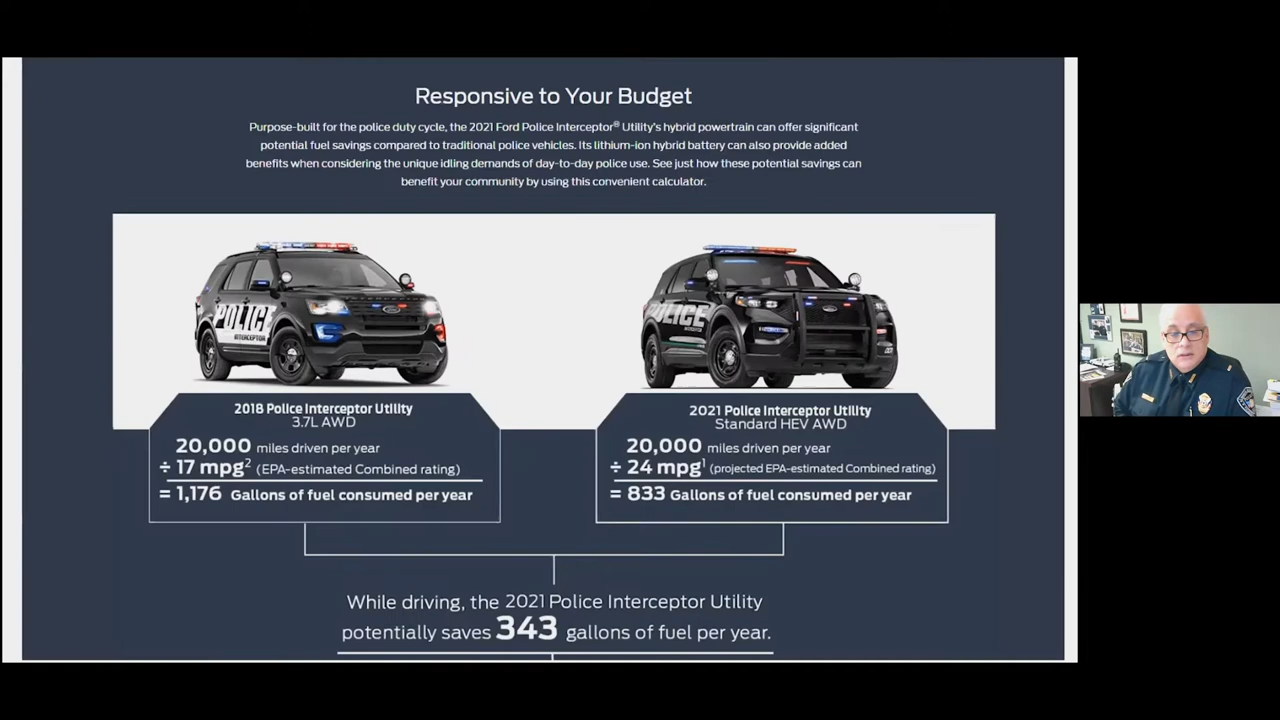 Responsive to Your Budget
Purpose-built for the police duty cycle, the 2021 Ford Police Interceptor® Utility's hybrid powertrain can offer significant
potential fuel savings compared to traditional police vehicles. Its lithium-ion hybrid battery can also provide added
benefits when considering the unique idling demands of day-to-day police use. See just how these potential savings can
benefit your community by using this convenient calculator.
POLICE
INTERCEPTOR
POLICE
INTERCEPTOR
2018 Police Interceptor Utility
3.7L AWD
20,000 miles driven per year
÷ 17 mpg² (EPA-estimated Combined rating)
= 1,176 Gallons of fuel consumed per year
2021 Police Interceptor Utility
Standard HEV AWD
20,000 miles driven per year
÷ 24 mpg¹ (projected EPA-estimated Combined rating)
= 833 Gallons of fuel consumed per year
While driving, the 2021 Police Interceptor Utility
potentially saves 343 gallons of fuel per year.